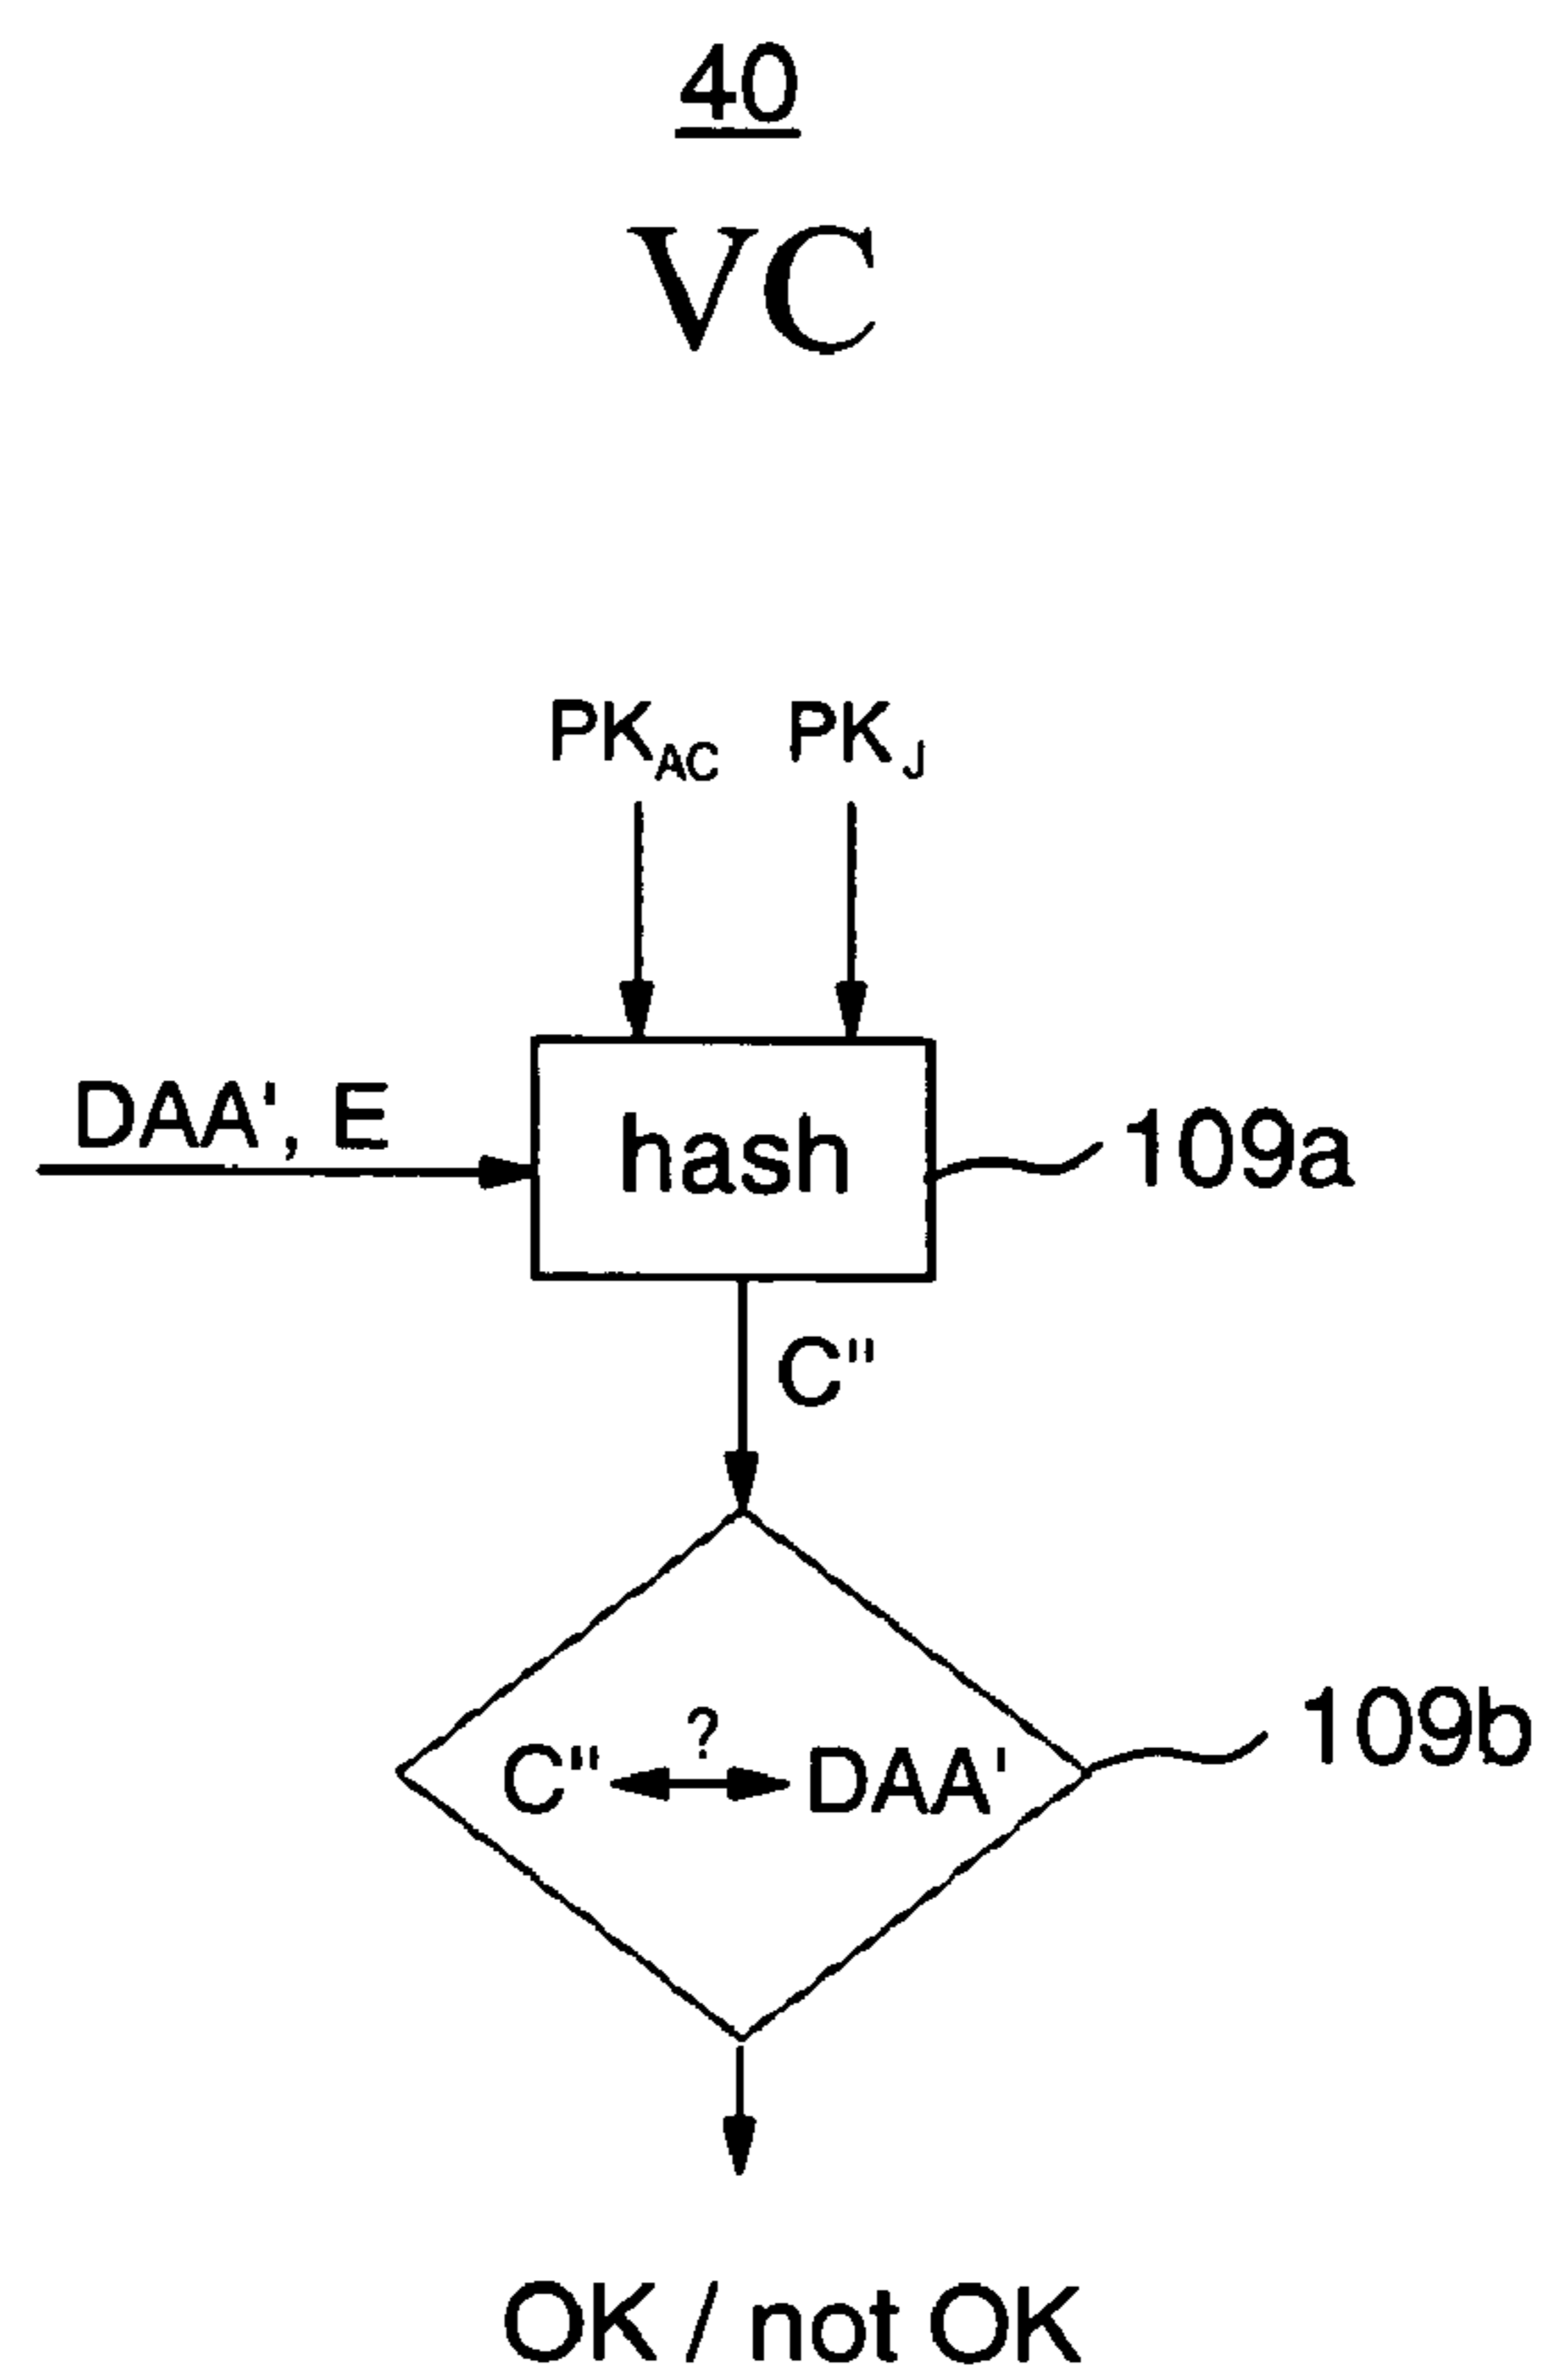 40
VC
PKAC PKJ
DAA', E
hash
109a
C"
?
C" DAA'
109b
OK / not OK